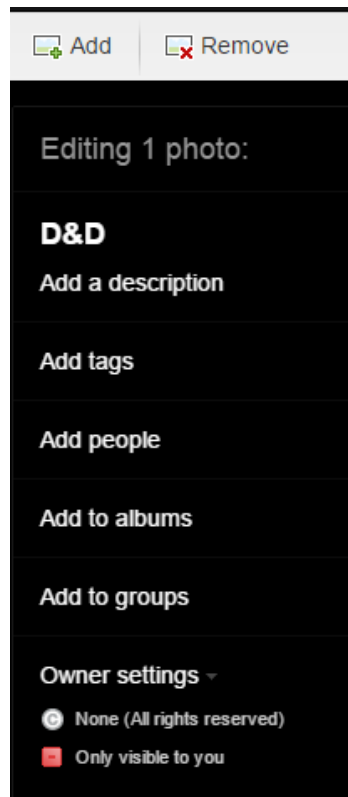 Add Remove
Editing 1 photo:
D&D
Add a description
Add tags
Add people
Add to albums
Add to groups
Owner settings
© None (All rights reserved)
Only visible to you